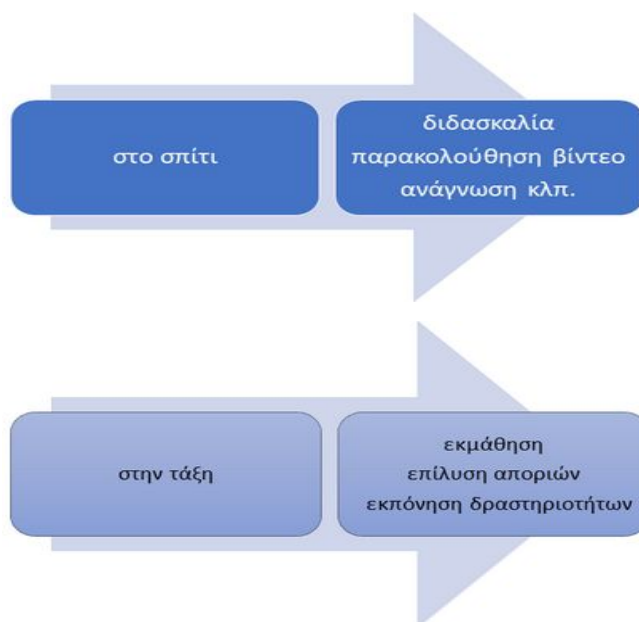 στο σπίτι
διδασκαλία
παρακολούθηση βίντεο
ανάγνωση κλπ.
στην τάξη
εκμάθηση
επίλυση αποριών
εκπόνηση δραστηριοτήτων